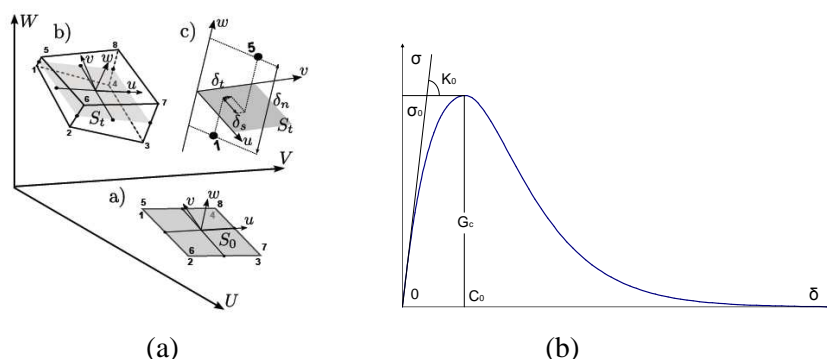 W
b)
5
8
1
v
w
4
u
6
7
S_t
2
3
c)
w
5
v
δ_t
δ_n
δ_s
S_t
u
1
V
a)
5
v
w
8
1
4
u
S_0
6
7
2
3
U
(a)
σ
K₀
σ₀
G_c
0
C₀
δ
(b)